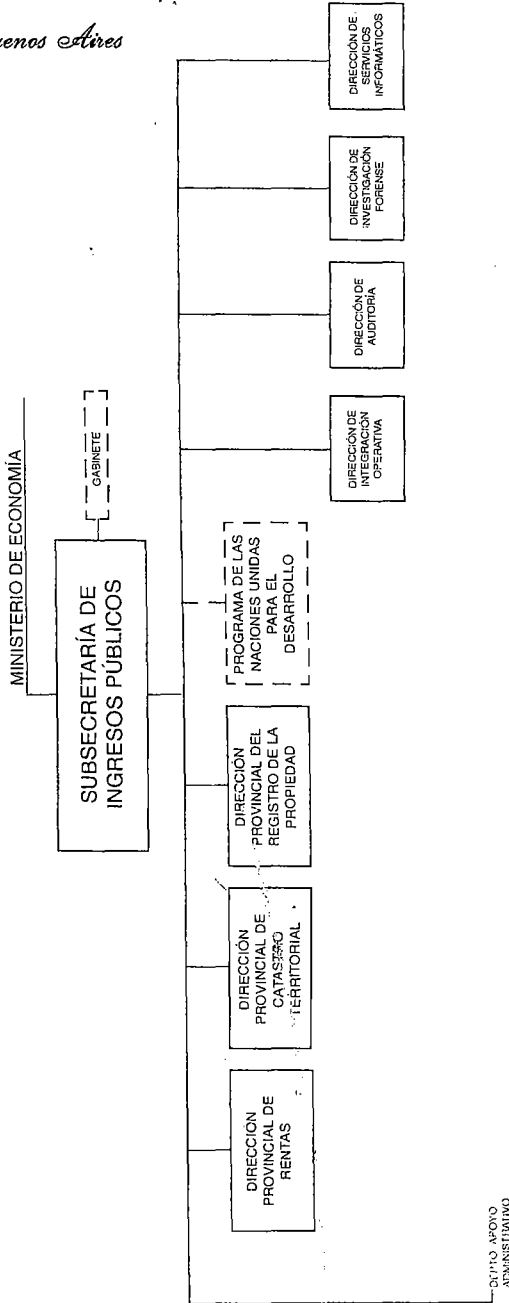 enos Aires
MINISTERIO DE ECONOMÍA
SUBSECRETARÍA DE
INGRESOS PÚBLICOS
GABINETE
DIRECCIÓN
PROVINCIAL DE
RENTAS
DIRECCIÓN
PROVINCIAL DE
CATASTRO
TERRITORIAL
DIRECCIÓN
PROVINCIAL DEL
REGISTRO DE LA
PROPIEDAD
PROGRAMA DE LAS
NACIONES UNIDAS
PARA EL
DESARROLLO
DIRECCIÓN DE
INTEGRACIÓN
OPERATIVA
DIRECCIÓN DE
AUDITORÍA
DIRECCIÓN DE
INVESTIGACIÓN
FORENSE
DIRECCIÓN DE
SERVICIOS
INFORMÁTICOS
DEPTO APOYO
ADMINISTRATIVO